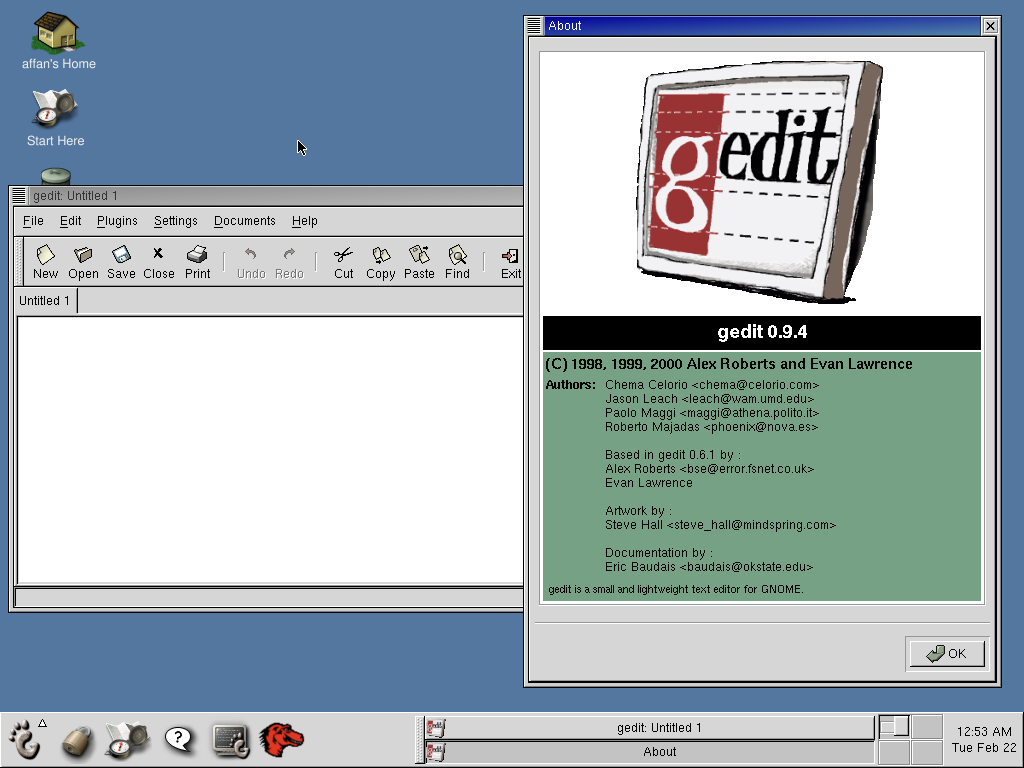 affan's Home
Start Here
gedit: Untitled 1
File Edit Plugins Settings Documents Help
New Open Save Close Print Undo Redo Cut Copy Paste Find Exit
Untitled 1
About
gedit
gedit 0.9.4
(C) 1998, 1999, 2000 Alex Roberts and Evan Lawrence
Authors: Chema Celorio <chema@celorio.com>
Jason Leach <leach@wam.umd.edu>
Paolo Maggi <maggi@athena.polito.it>
Roberto Majadas <phoenix@nova.es>
Based in gedit 0.6.1 by :
Alex Roberts <bse@error.fsnet.co.uk>
Evan Lawrence
Artwork by :
Steve Hall <steve_hall@mindspring.com>
Documentation by :
Eric Baudais <baudais@okstate.edu>
gedit is a small and lightweight text editor for GNOME.
OK
gedit: Untitled 1
About
12:53 AM
Tue Feb 22